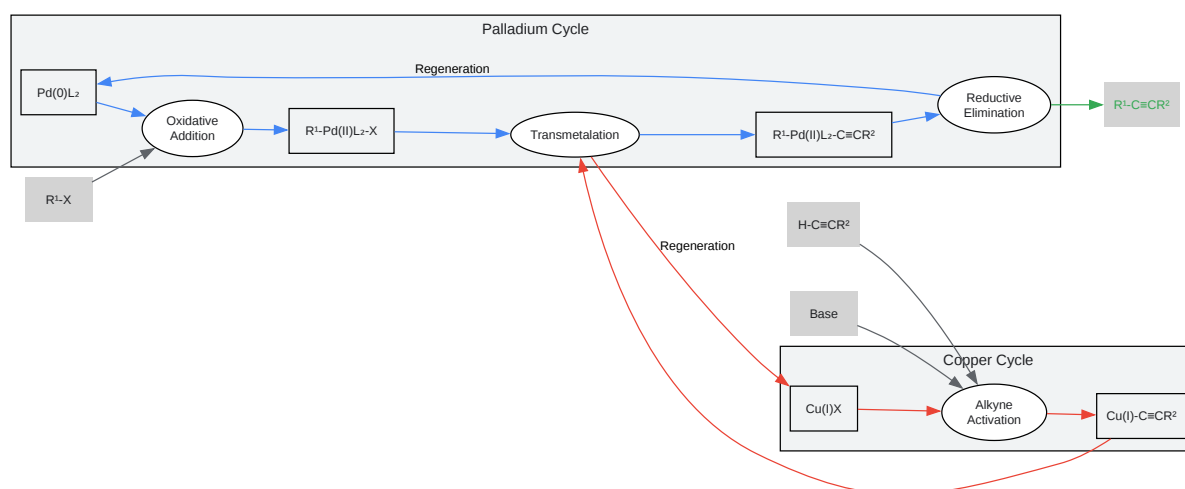 Palladium Cycle
Regeneration
Pd(0)L₂
Oxidative
Addition
R¹-Pd(II)L₂-X
Transmetalation
R¹-Pd(II)L₂-C≡CR²
Reductive
Elimination
R¹-C≡CR²
R¹-X
H-C≡CR²
Regeneration
Base
Copper Cycle
Cu(I)X
Alkyne
Activation
Cu(I)-C≡CR²